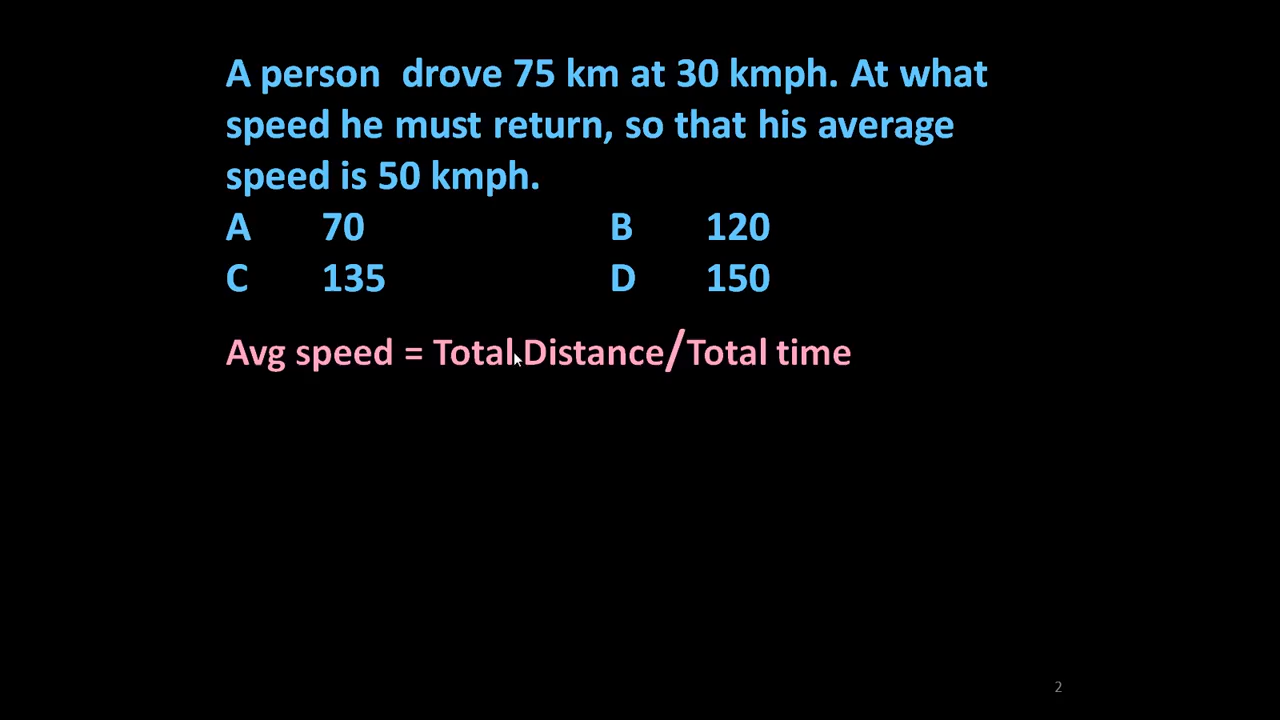 A person  drove 75 km at 30 kmph. At what
speed he must return, so that his average
speed is 50 kmph.
A 70 B 120
C 135 D 150
Avg speed = Total Distance/Total time
2